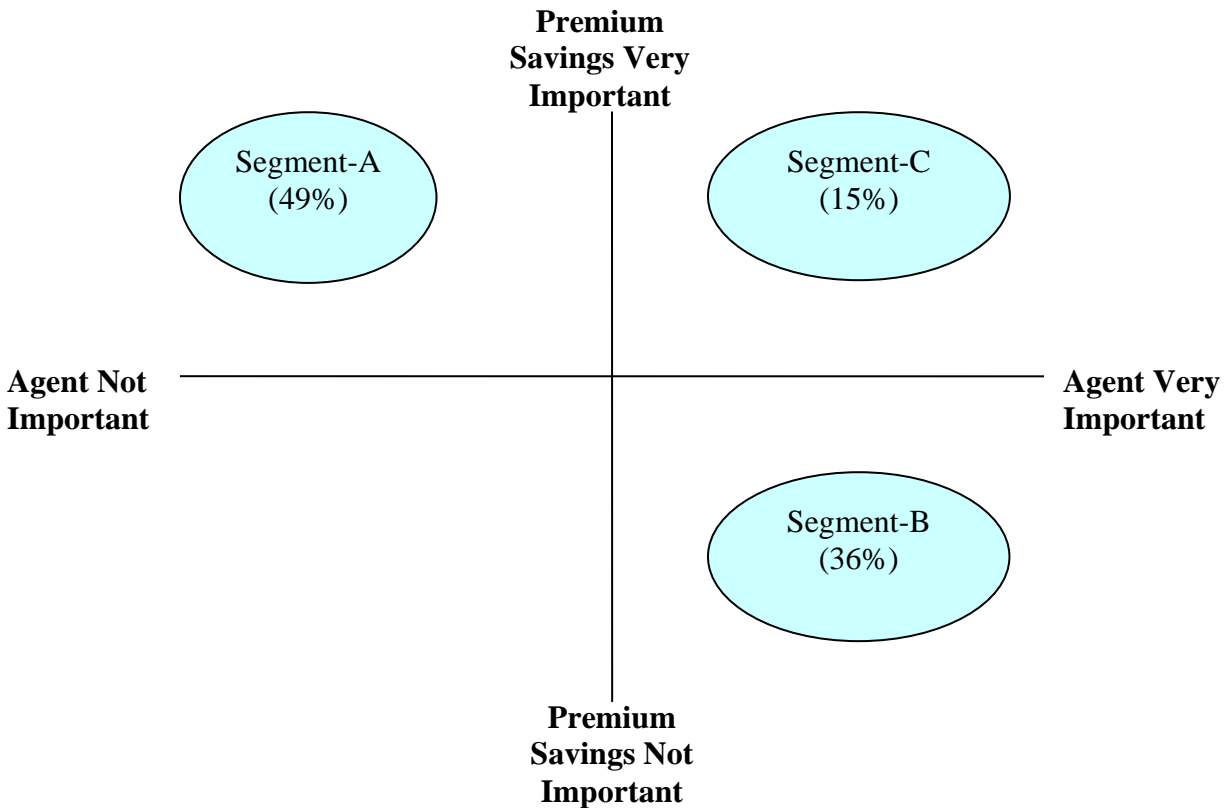 Premium
Savings Very
Important
Segment-A
(49%)
Segment-C
(15%)
Agent Not
Important
Agent Very
Important
Segment-B
(36%)
Premium
Savings Not
Important